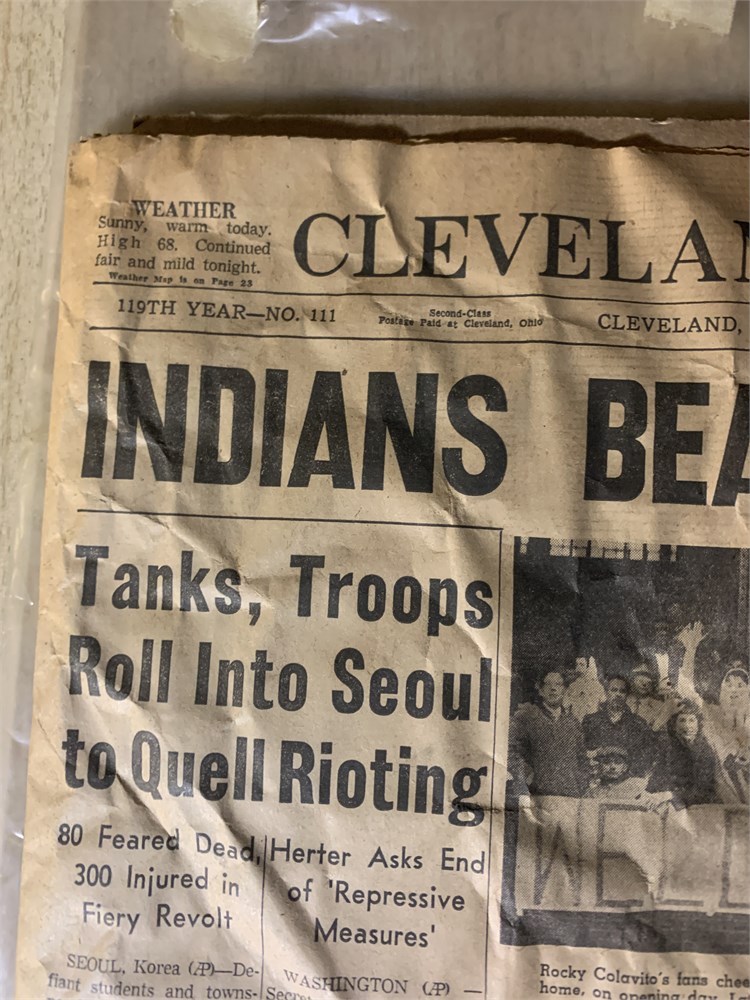 WEATHER
Sunny, warm today.
High 68. Continued
fair and mild tonight.
Weather Map is on Page 23
CLEVELA
119TH YEAR—NO. 111
Second-Class
Postage Paid at Cleveland, Ohio
CLEVELAND,
INDIANS BEA
Tanks, Troops
Roll Into Seoul
to Quell Rioting
80 Feared Dead,
300 Injured in
Fiery Revolt
SEOUL, Korea (AP)—De-
fiant students and towns-
Herter Asks End
of 'Repressive
Measures'
WASHINGTON (AP) —
WELC
Rocky Colavito's fans chee
home, on opening day.